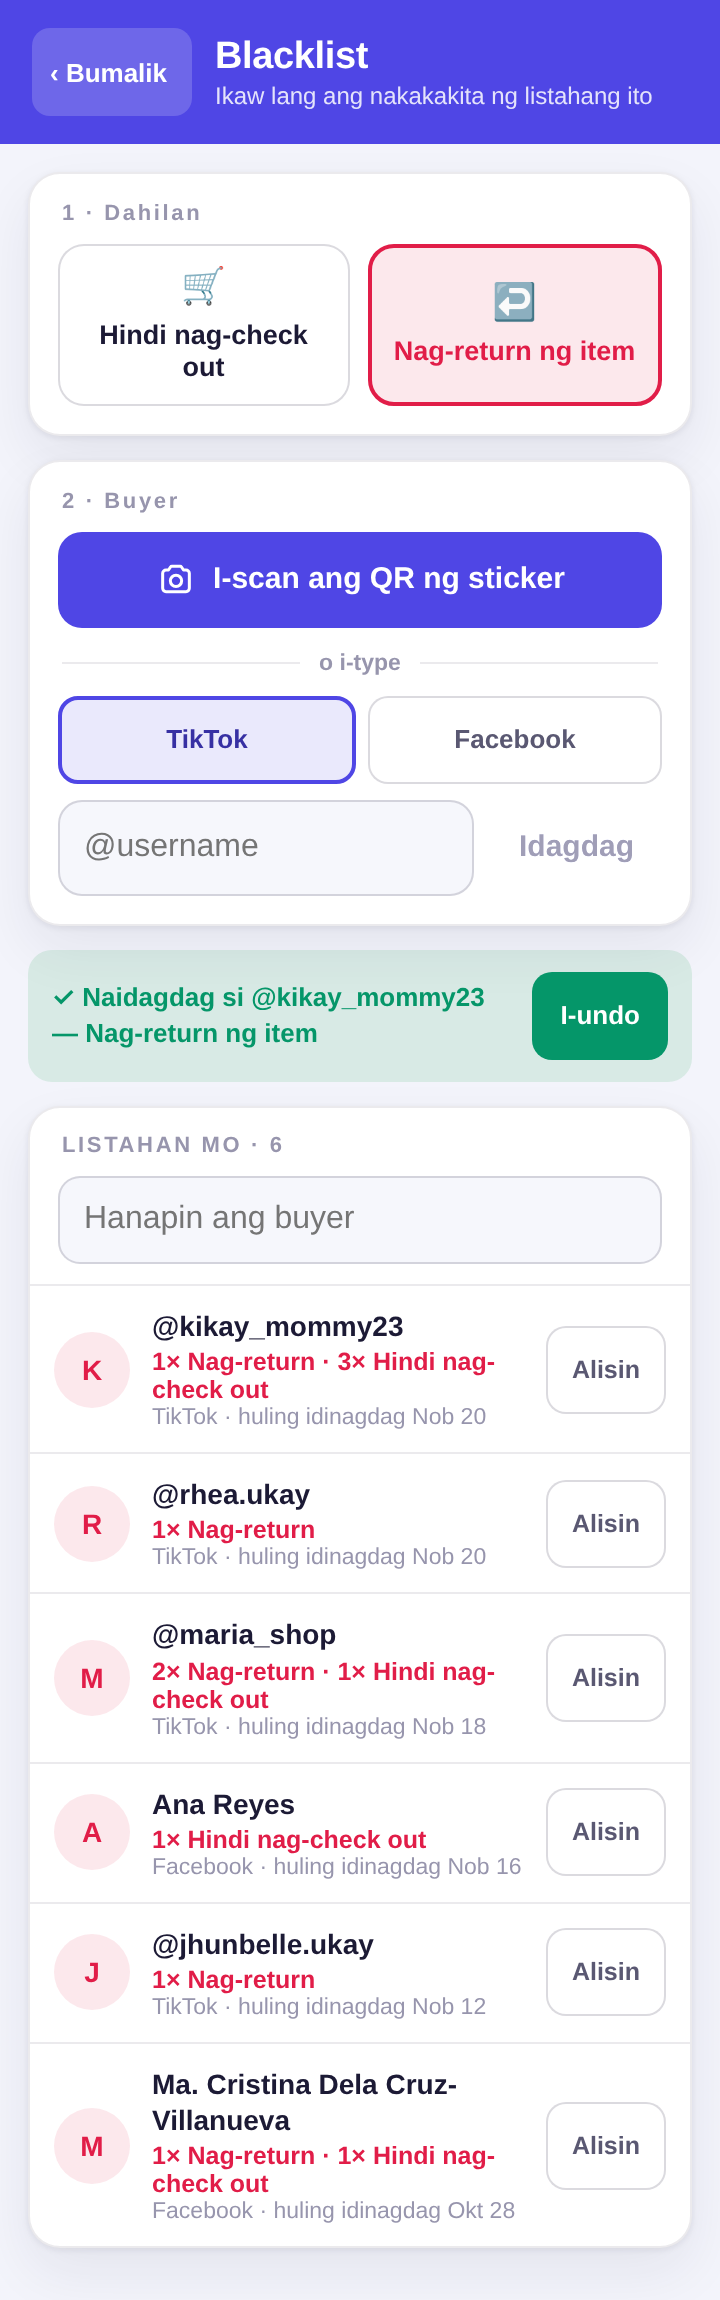 ‹ Bumalik
Blacklist
Ikaw lang ang nakakakita ng listahang ito
1 · Dahilan
Hindi nag-check
out
Nag-return ng item
2 · Buyer
I-scan ang QR ng sticker
o i-type
TikTok
Facebook
@username
Idagdag
✓ Naidagdag si @kikay_mommy23
— Nag-return ng item
I-undo
LISTAHAN MO · 6
Hanapin ang buyer
K
@kikay_mommy23
1× Nag-return · 3× Hindi nag-
check out
TikTok · huling idinagdag Nob 20
Alisin
R
@rhea.ukay
1× Nag-return
TikTok · huling idinagdag Nob 20
Alisin
M
@maria_shop
2× Nag-return · 1× Hindi nag-
check out
TikTok · huling idinagdag Nob 18
Alisin
A
Ana Reyes
1× Hindi nag-check out
Facebook · huling idinagdag Nob 16
Alisin
J
@jhunbelle.ukay
1× Nag-return
TikTok · huling idinagdag Nob 12
Alisin
M
Ma. Cristina Dela Cruz-
Villanueva
1× Nag-return · 1× Hindi nag-
check out
Facebook · huling idinagdag Okt 28
Alisin